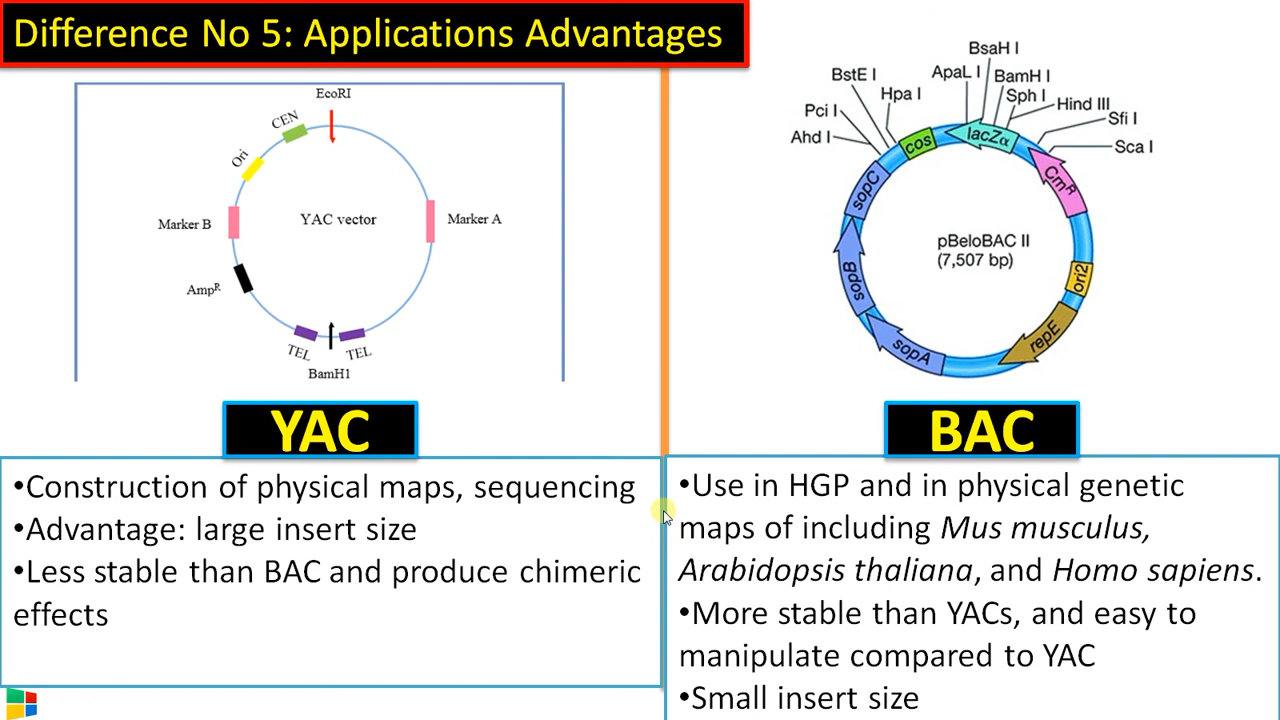 Difference No 5: Applications Advantages
EcoRI
CEN
Ori
Marker B
YAC vector
Marker A
AmpR
TEL
TEL
BamH1
BsaH I
BstE I
ApaL I
BamH I
Hpa I
Sph I
Hind III
Pci I
Sfi I
Ahd I
Sca I
cos
lacZα
CmR
sopC
pBeloBAC II
(7,507 bp)
sopB
ori2
repE
sopA
YAC
•Construction of physical maps, sequencing
•Advantage: large insert size
•Less stable than BAC and produce chimeric
effects
BAC
•Use in HGP and in physical genetic
maps of including Mus musculus,
Arabidopsis thaliana, and Homo sapiens.
•More stable than YACs, and easy to
manipulate compared to YAC
•Small insert size